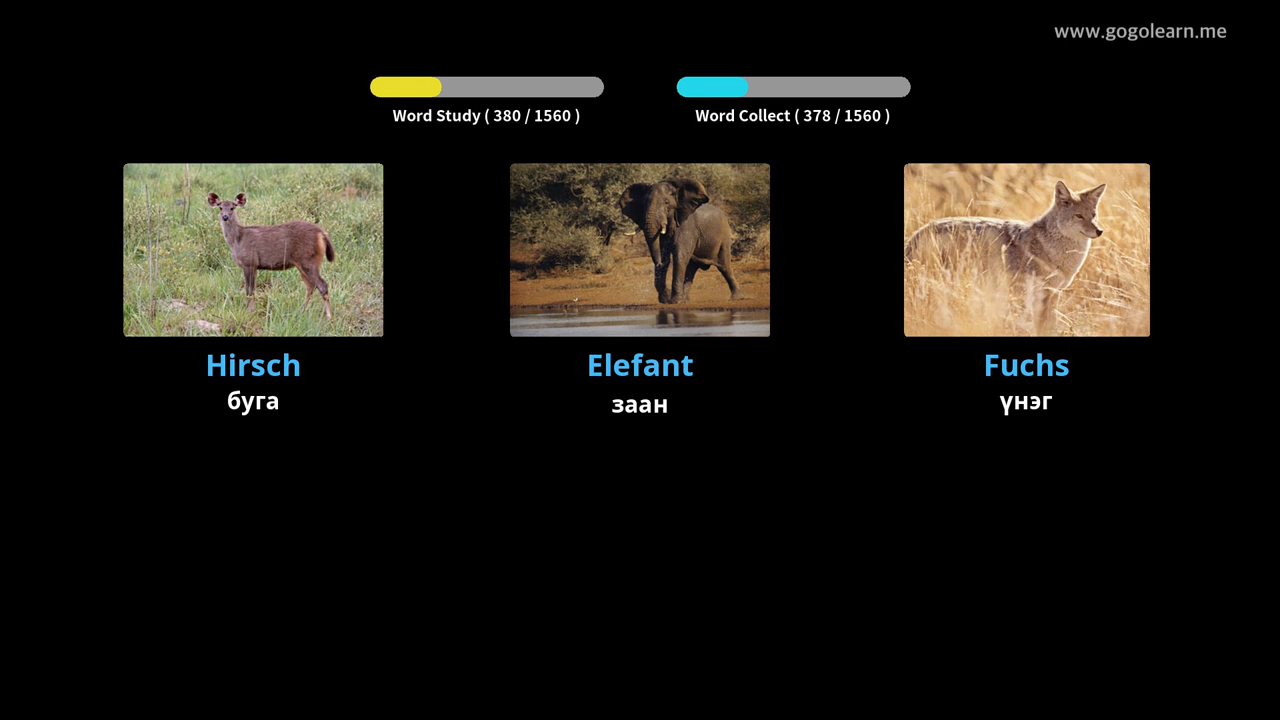 www.gogolearn.me
Word Study ( 380 / 1560 )
Word Collect ( 378 / 1560 )
Hirsch
буга
Elefant
заан
Fuchs
үнэг